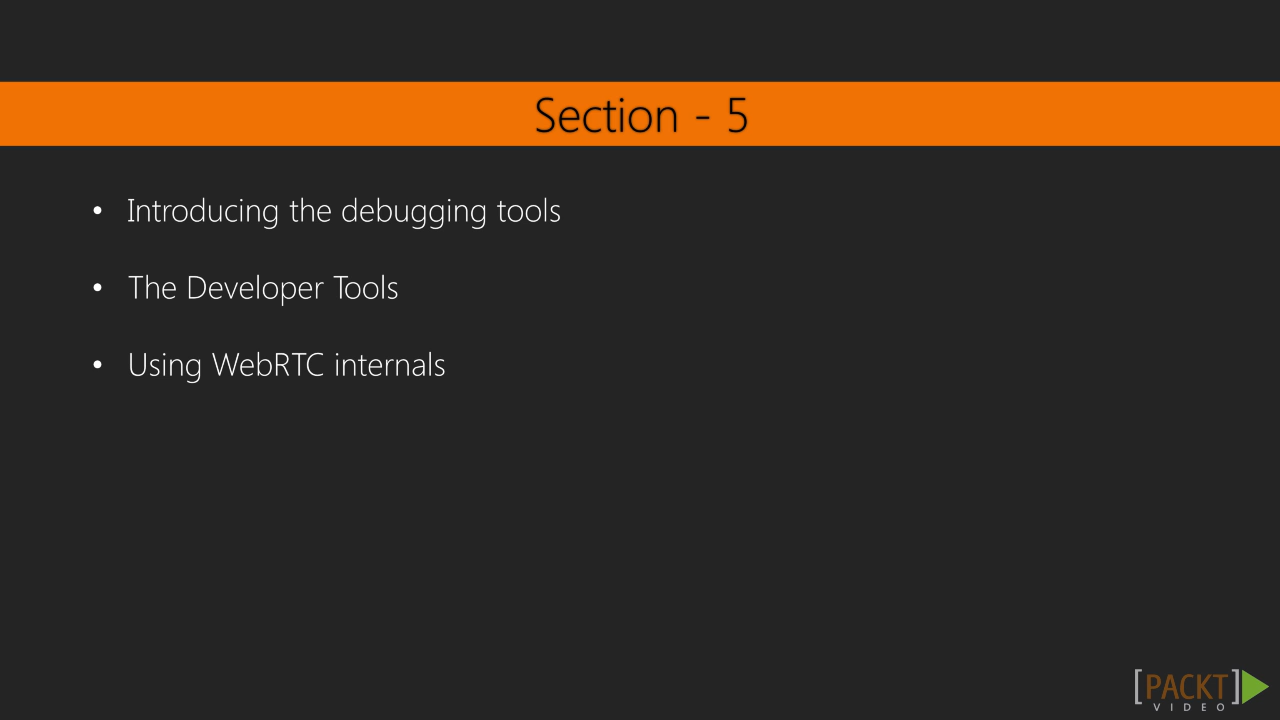 Section - 5
• Introducing the debugging tools
• The Developer Tools
• Using WebRTC internals
[PACKT]
VIDEO